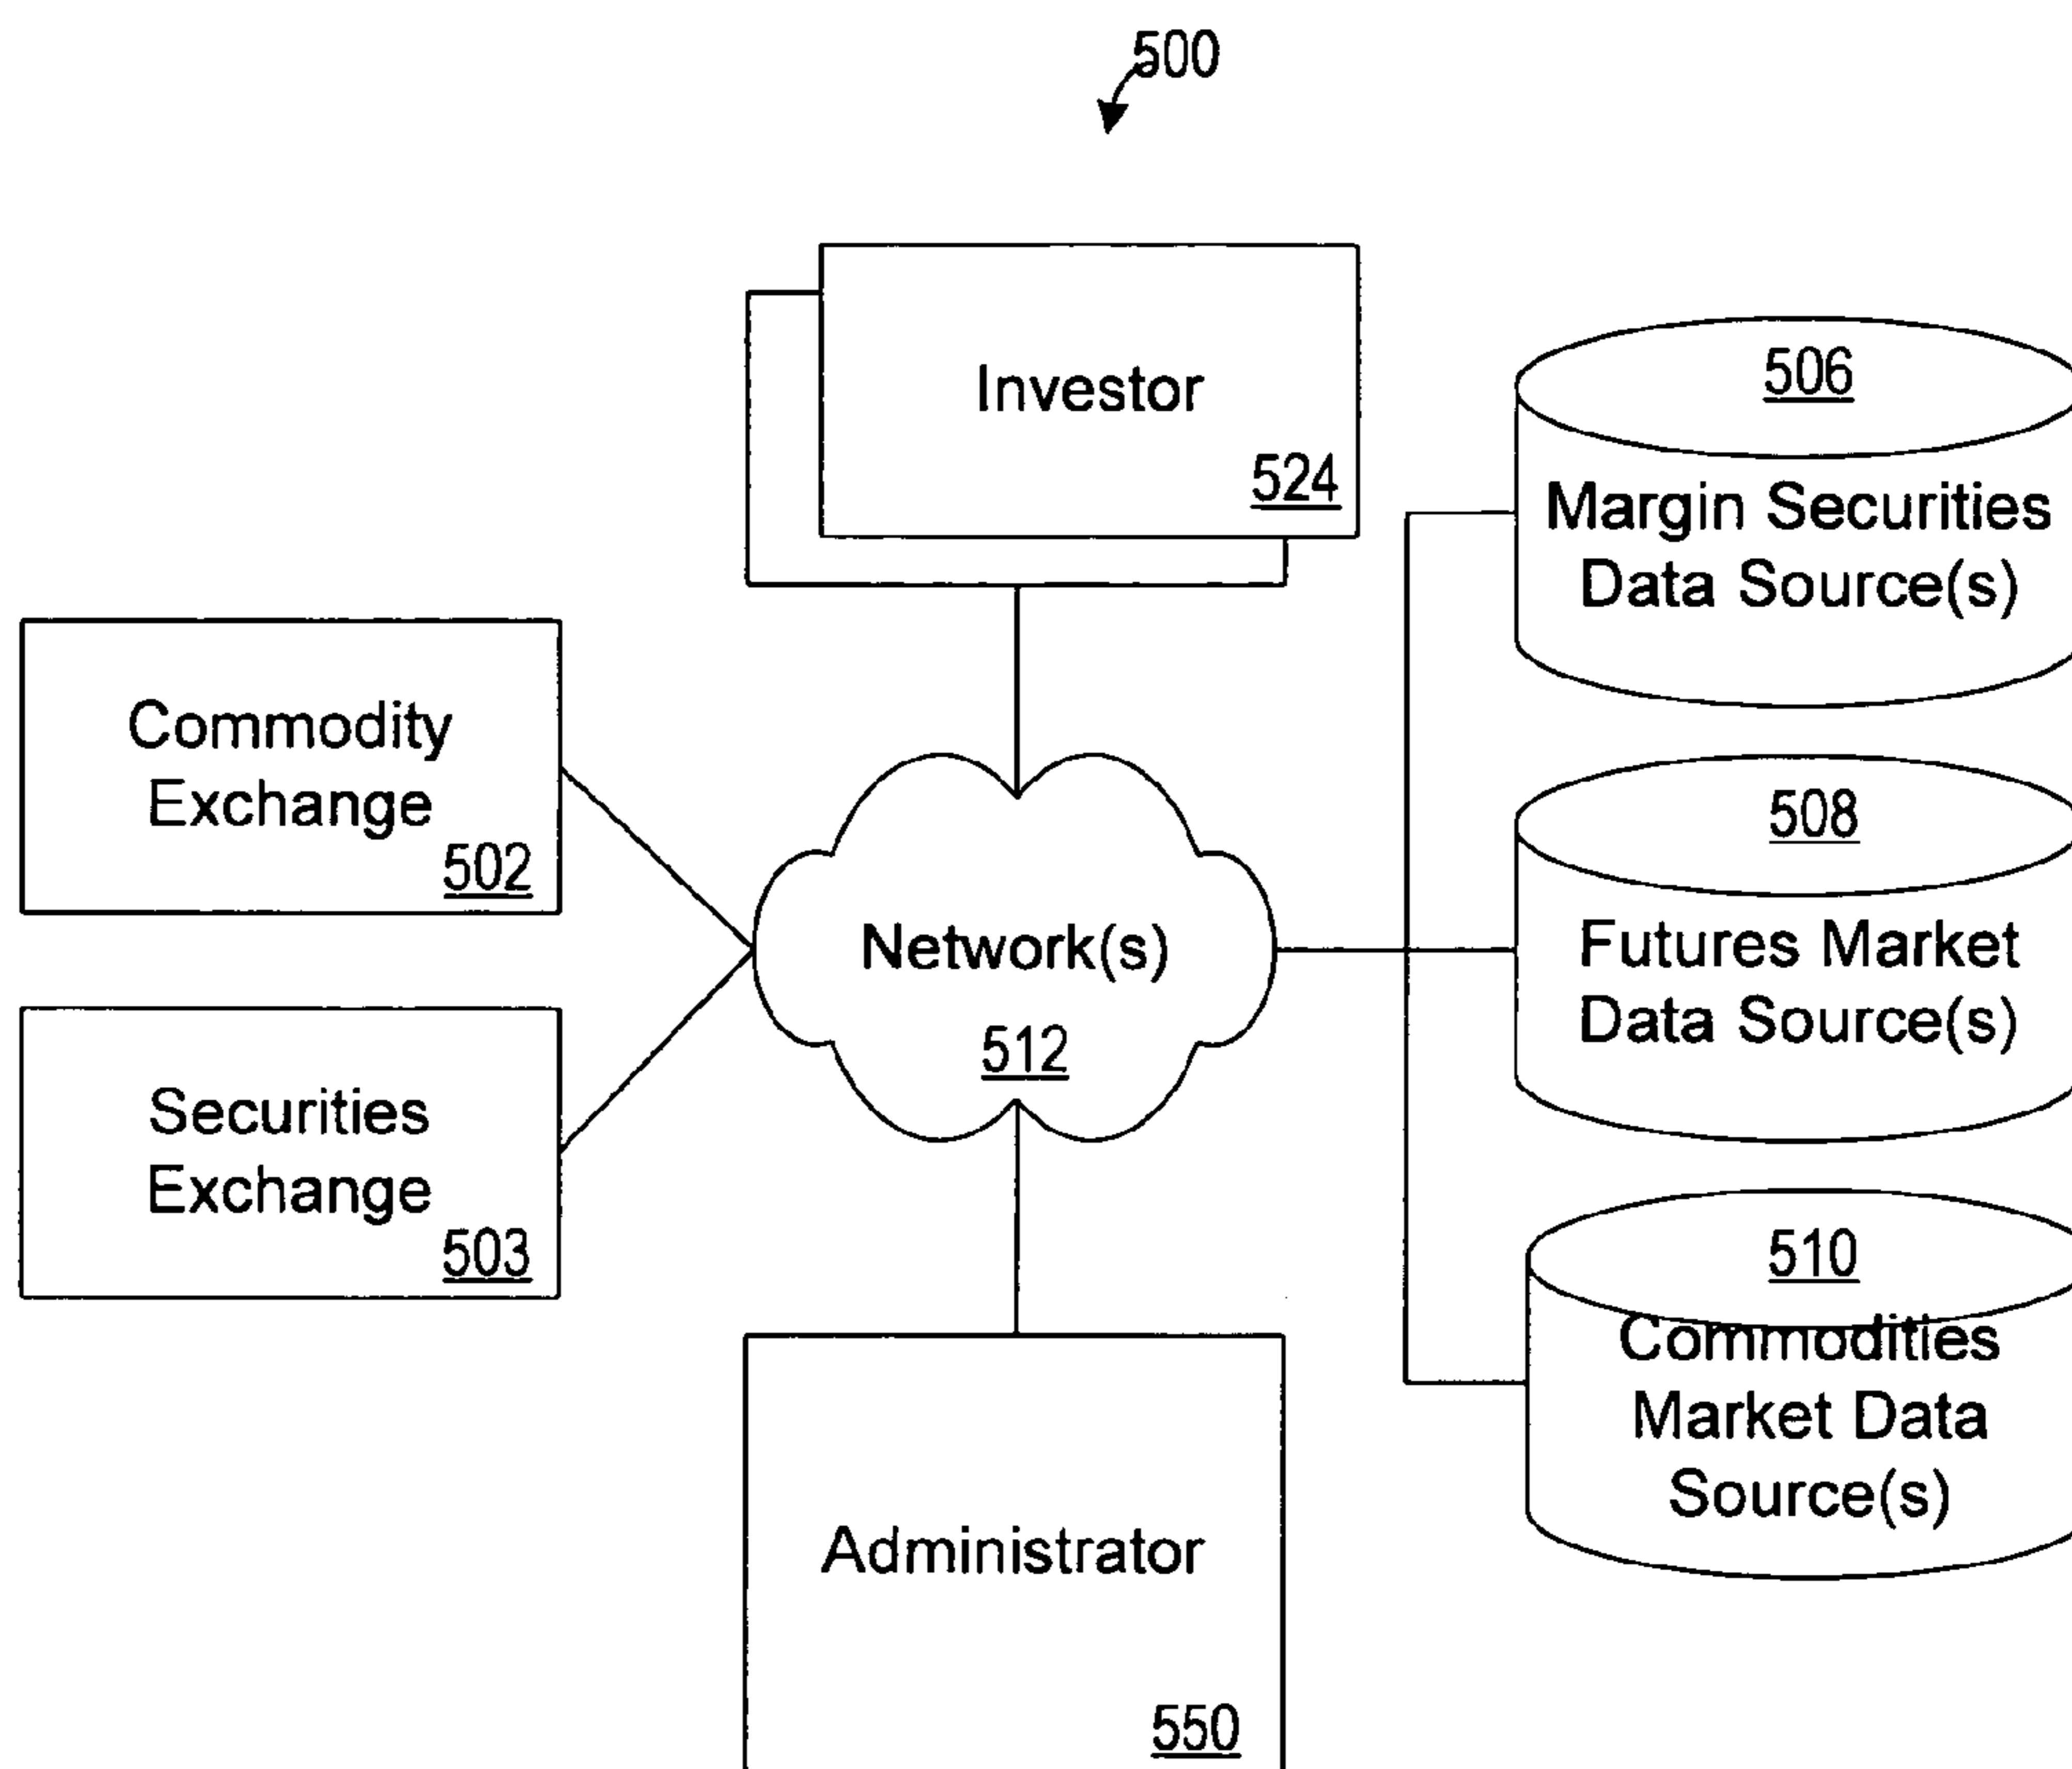 500
Investor
524
506
Margin Securities
Data Source(s)
Commodity
Exchange
502
508
Futures Market
Data Source(s)
Network(s)
512
Securities
Exchange
503
510
Commodities
Market Data
Source(s)
Administrator
550